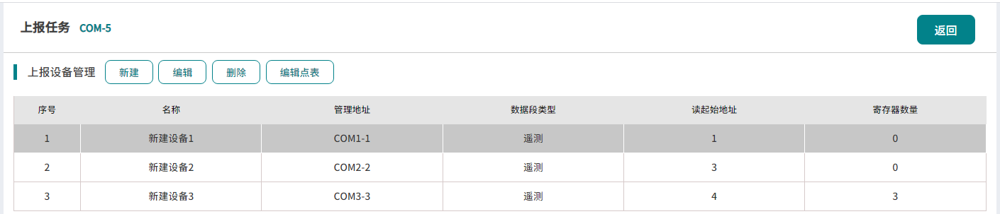 上报任务 COM-5 返回
上报设备管理 新建 编辑 删除 编辑点表
序号 名称 管理地址 数据段类型 读起始地址 寄存器数量
1 新建设备1 COM1-1 遥测 1 0
2 新建设备2 COM2-2 遥测 3 0
3 新建设备3 COM3-3 遥测 4 3